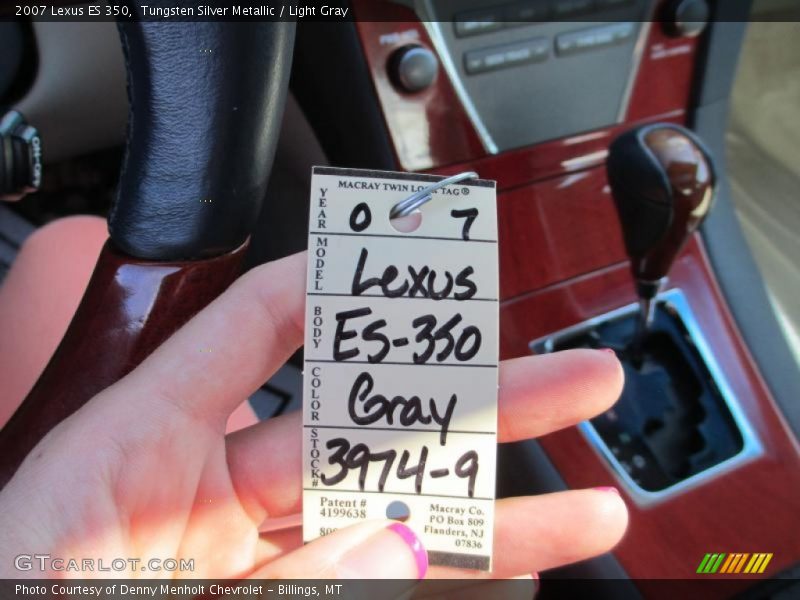 2007 Lexus ES 350, Tungsten Silver Metallic / Light Gray
MACRAY TWIN LOCK TAG®
YEAR 0 7
MODEL Lexus
BODY ES-350
COLOR Gray
STOCK# 3974-9
Patent #
4199638
Macray Co.
PO Box 809
Flanders, NJ
07836
GTCARLOT.COM
Photo Courtesy of Denny Menholt Chevrolet – Billings, MT